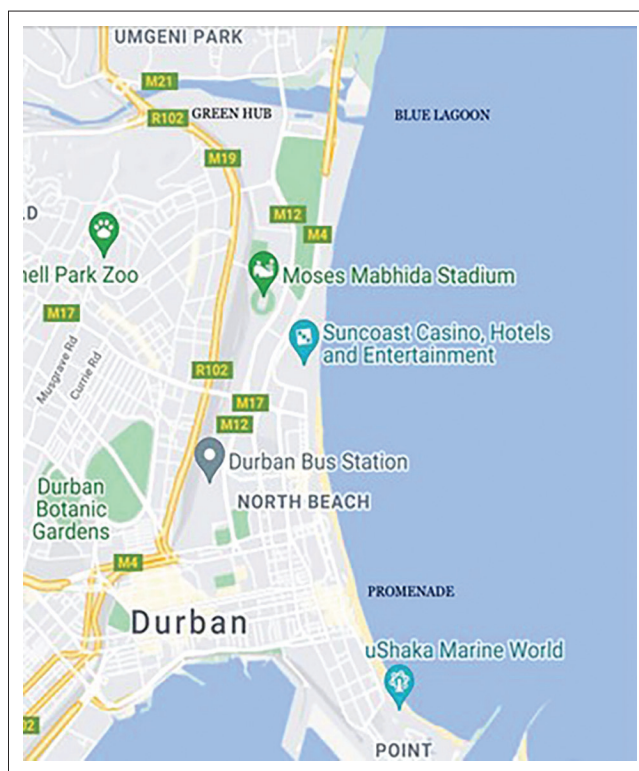 UMGENI PARK
M21
R102
GREEN HUB
BLUE LAGOON
M19
M12
M4
nell Park Zoo
Moses Mabhida Stadium
M17
Suncoast Casino, Hotels
and Entertainment
Musgrave Rd
Currie Rd
R102
M17
M12
Durban Bus Station
Durban
Botanic
Gardens
NORTH BEACH
M4
PROMENADE
Durban
uShaka Marine World
POINT